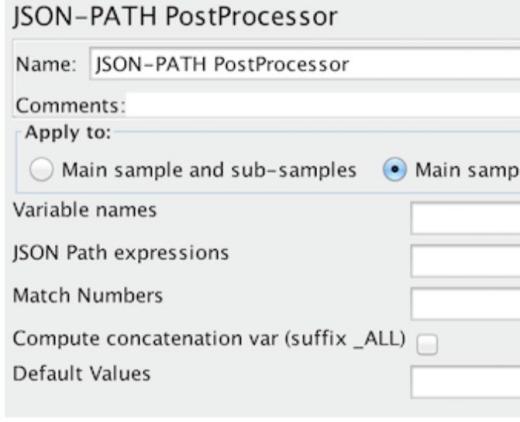 JSON-PATH PostProcessor
Name: JSON-PATH PostProcessor
Comments:
Apply to:
Main sample and sub-samples Main samp
Variable names
JSON Path expressions
Match Numbers
Compute concatenation var (suffix _ALL)
Default Values